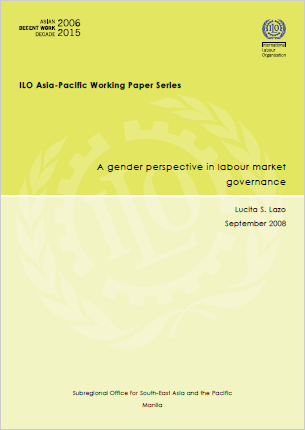 ASIAN
DECENT WORK
DECADE
2006
2015
International
Labour
Organization
ILO Asia-Pacific Working Paper Series
A gender perspective in labour market
governance
Lucita S. Lazo
September 2008
Subregional Office for South-East Asia and the Pacific
Manila